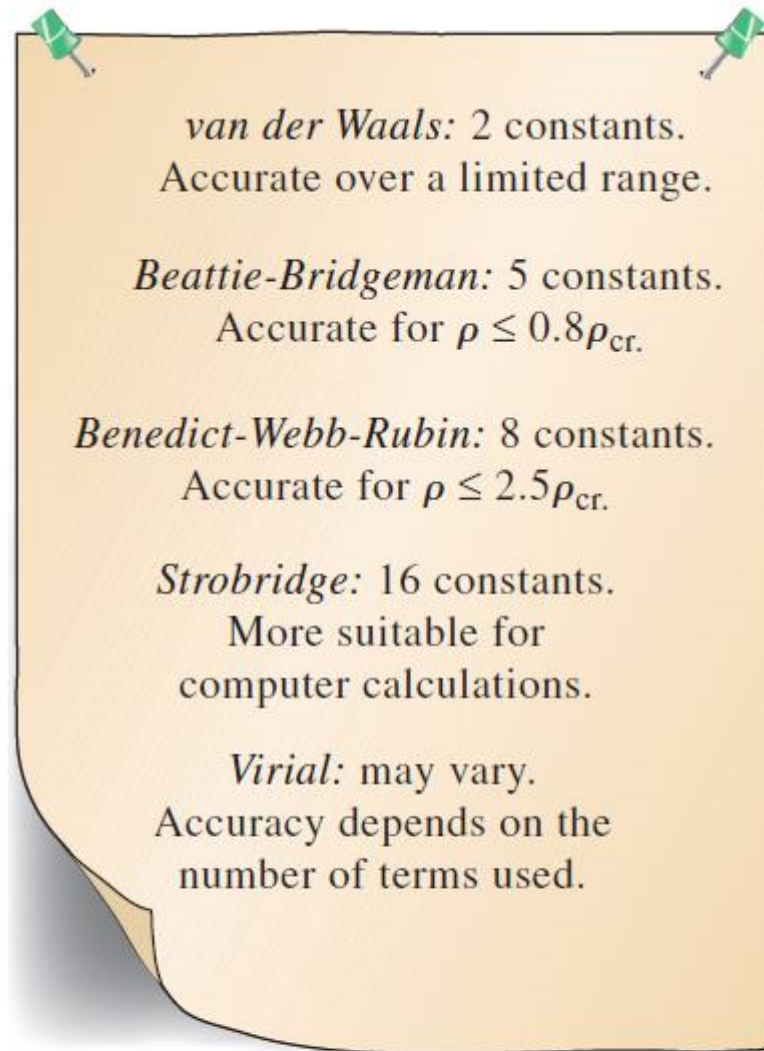 van der Waals: 2 constants.
Accurate over a limited range.
Beattie-Bridgeman: 5 constants.
Accurate for ρ ≤ 0.8ρcr.
Benedict-Webb-Rubin: 8 constants.
Accurate for ρ ≤ 2.5ρcr.
Strobridge: 16 constants.
More suitable for
computer calculations.
Virial: may vary.
Accuracy depends on the
number of terms used.